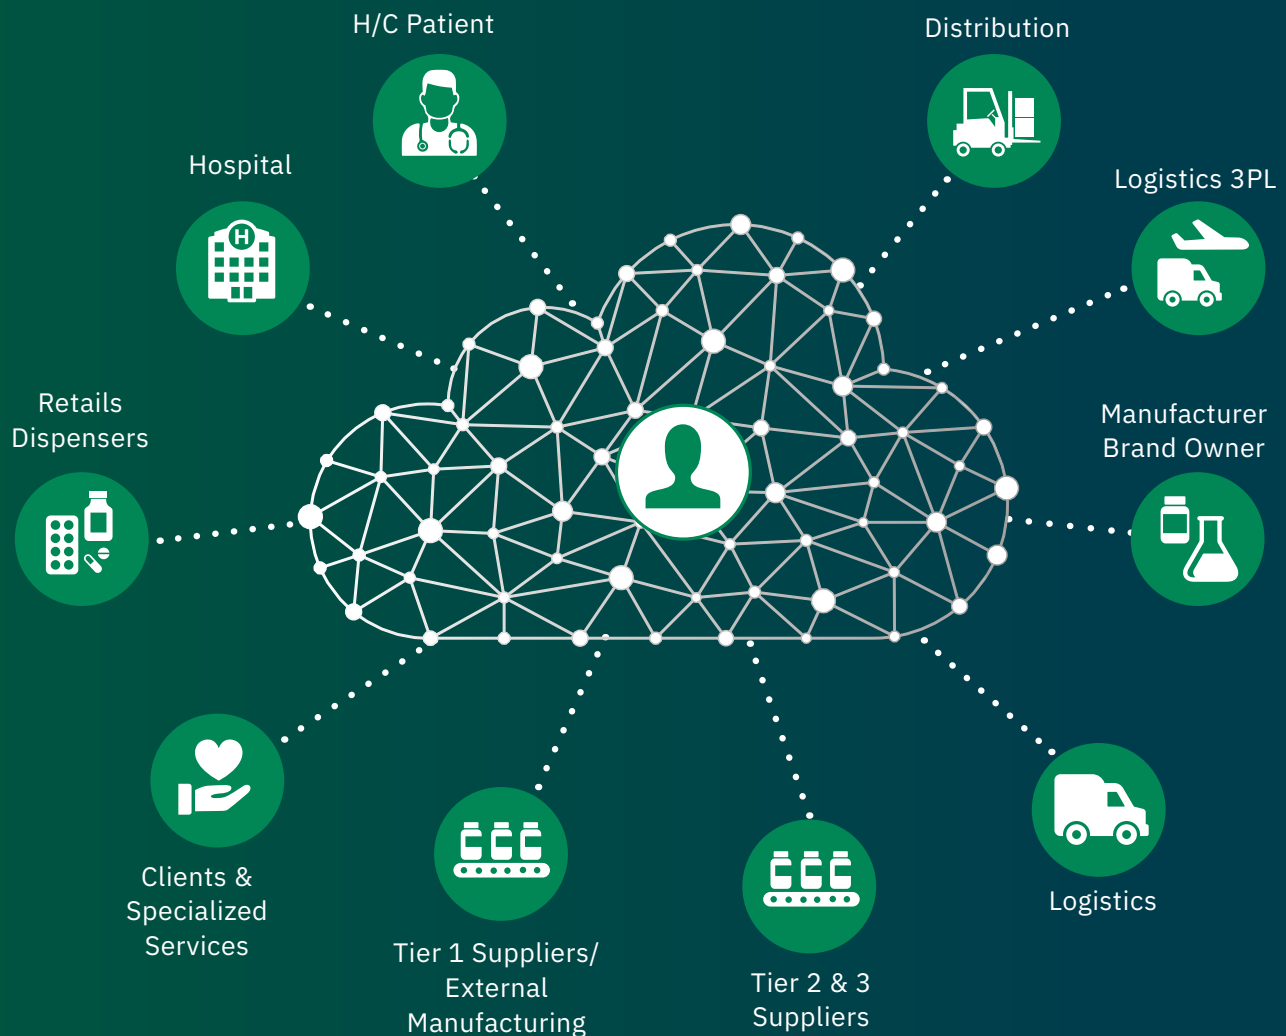 H/C Patient
Distribution
Hospital
H
Logistics 3PL
Retails
Dispensers
Manufacturer
Brand Owner
Clients &
Specialized
Services
Tier 1 Suppliers/
External
Manufacturing
Tier 2 & 3
Suppliers
Logistics